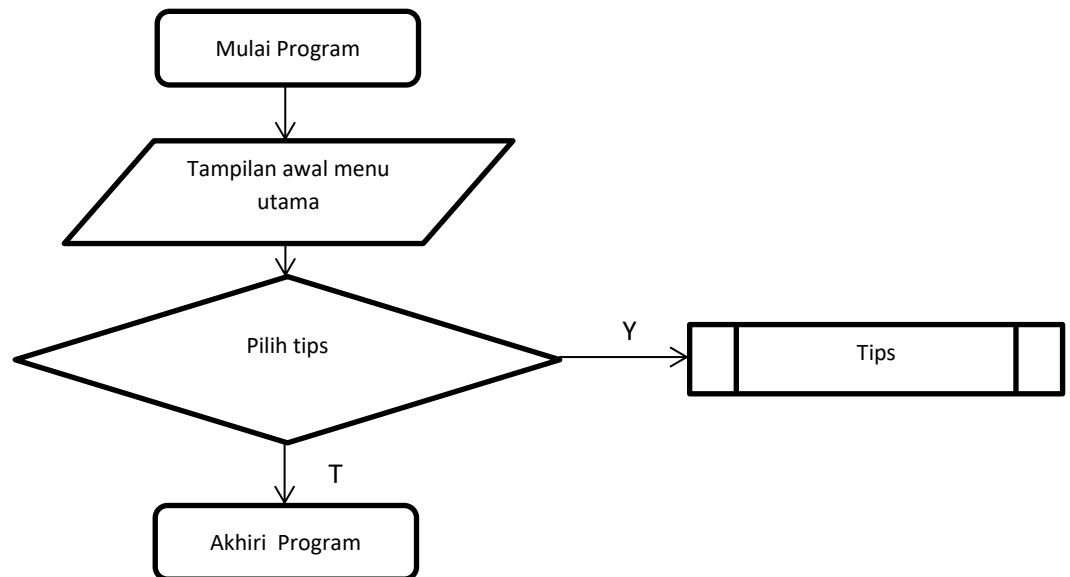 Mulai Program
Tampilan awal menu
utama
Pilih tips
Y
Tips
T
Akhiri  Program